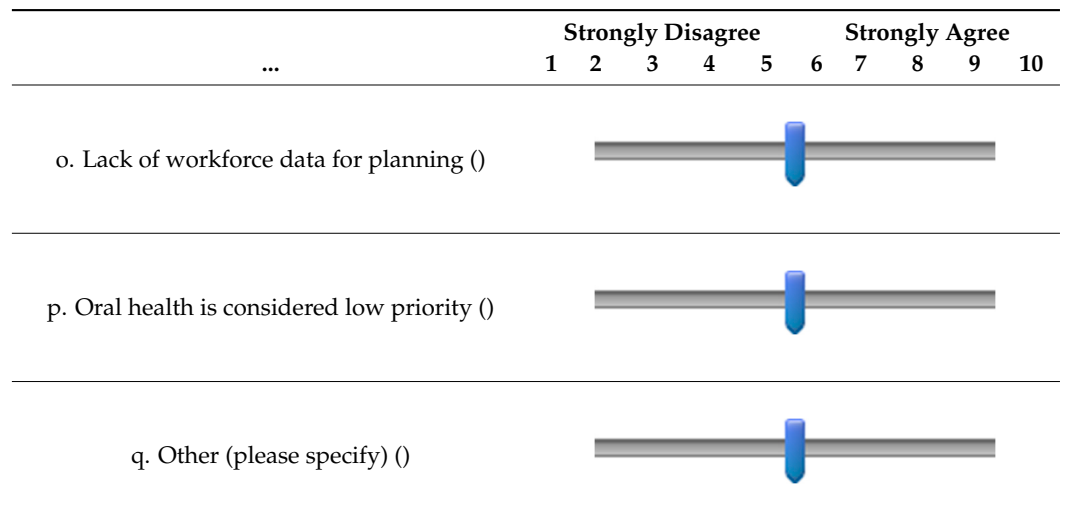 Strongly Disagree Strongly Agree
... 1 2 3 4 5 6 7 8 9 10
o. Lack of workforce data for planning ()
p. Oral health is considered low priority ()
q. Other (please specify) ()